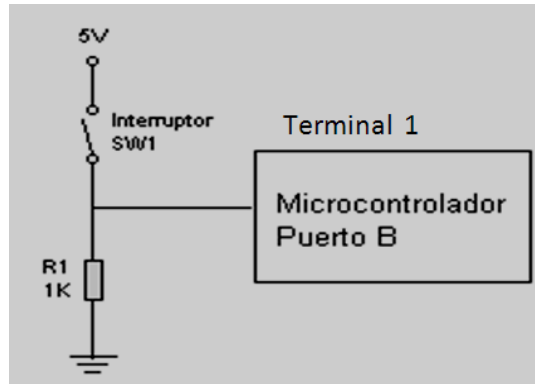 5V
Interruptor
SW1
Terminal 1
Microcontrolador
Puerto B
R1
1K